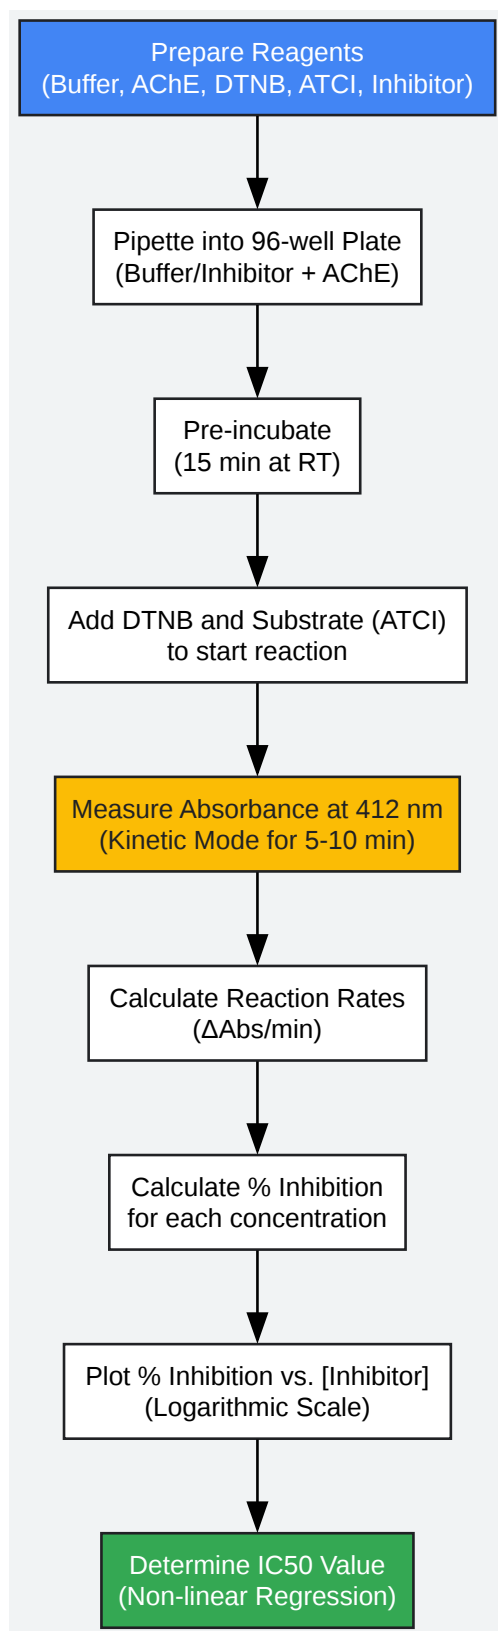 Prepare Reagents
(Buffer, AChE, DTNB, ATCI, Inhibitor)
Pipette into 96-well Plate
(Buffer/Inhibitor + AChE)
Pre-incubate
(15 min at RT)
Add DTNB and Substrate (ATCI)
to start reaction
Measure Absorbance at 412 nm
(Kinetic Mode for 5-10 min)
Calculate Reaction Rates
(ΔAbs/min)
Calculate % Inhibition
for each concentration
Plot % Inhibition vs. [Inhibitor]
(Logarithmic Scale)
Determine IC50 Value
(Non-linear Regression)